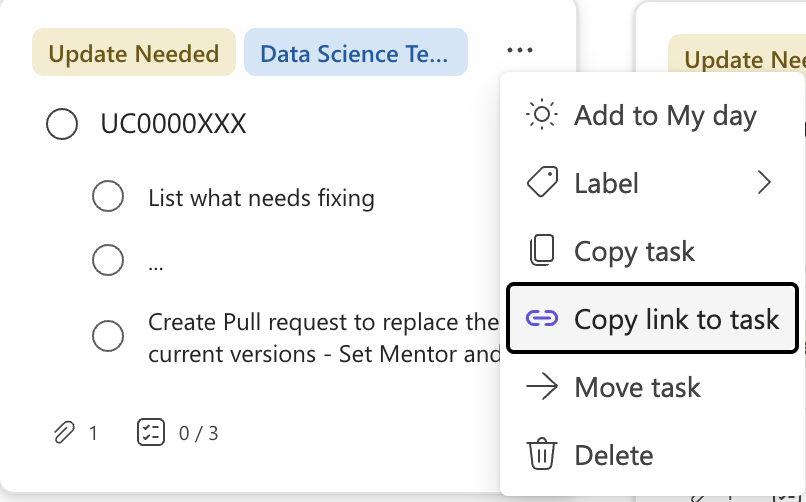 Update Needed
Data Science Te...
Update Nee
UC0000XXX
List what needs fixing
...
Create Pull request to replace the
current versions - Set Mentor and
1
0 / 3
Add to My day
Label
Copy task
Copy link to task
Move task
Delete